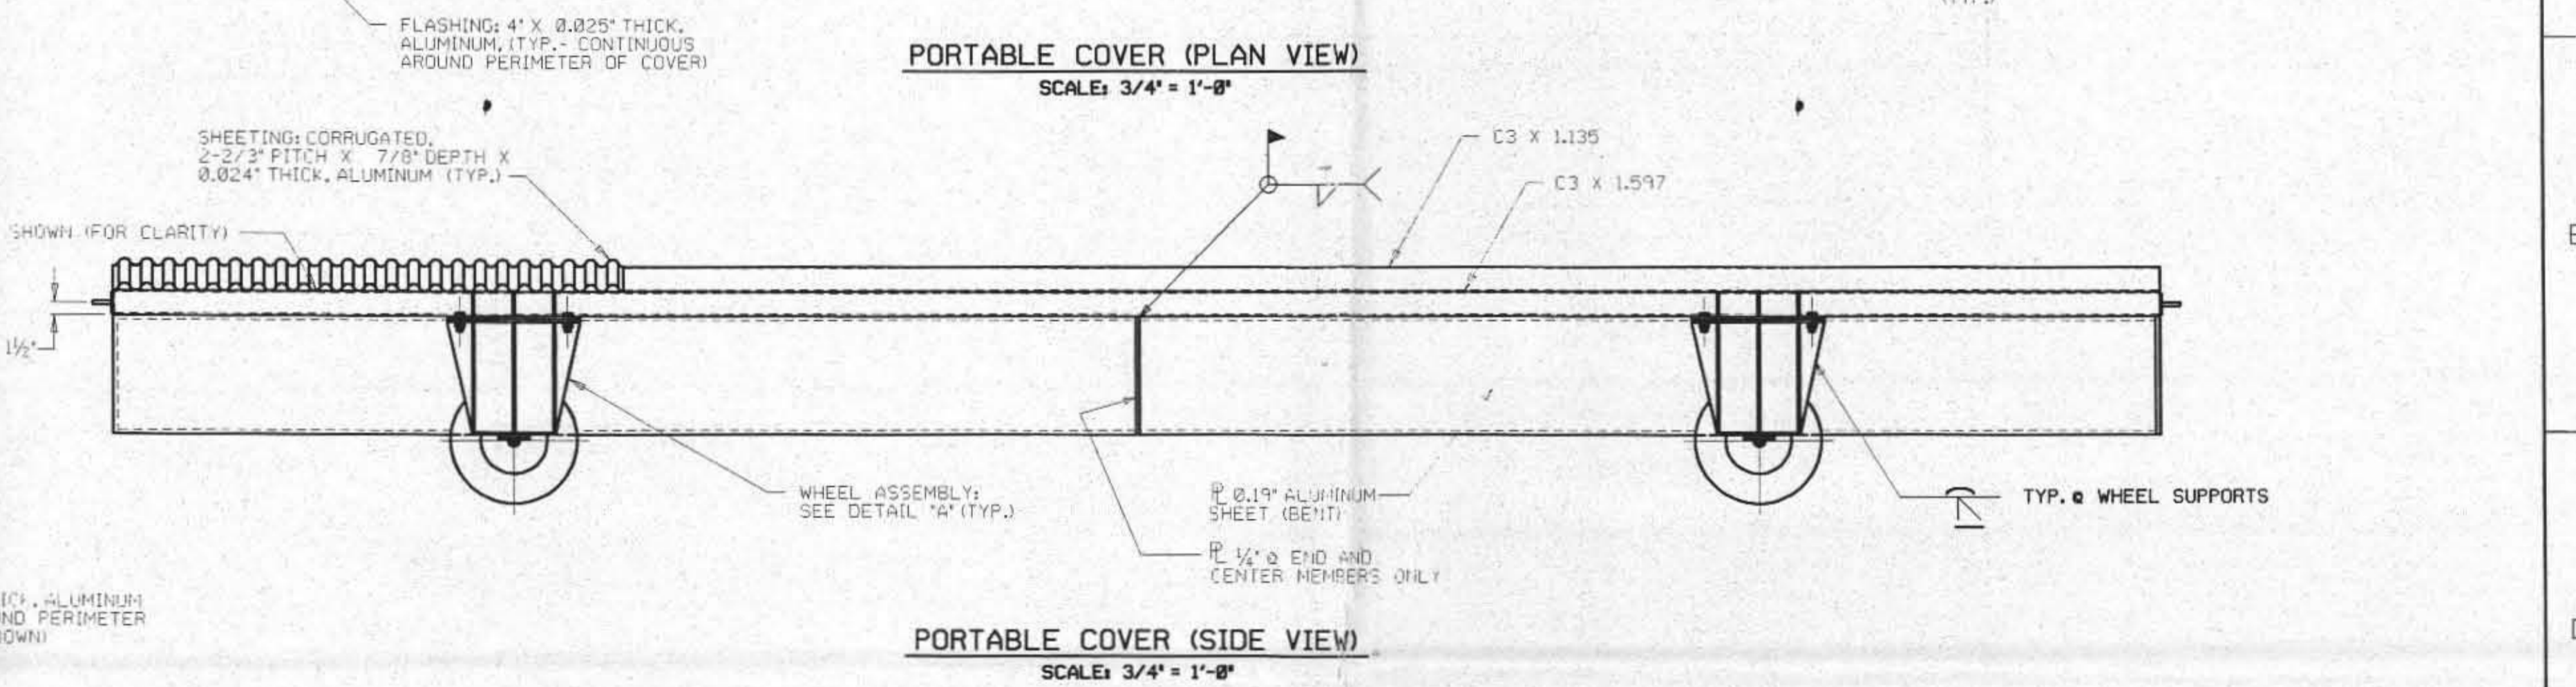 FLASHING: 4" X 0.025" THICK.
ALUMINUM. (TYP.- CONTINUOUS
AROUND PERIMETER OF COVER)
PORTABLE COVER (PLAN VIEW)
SCALE: 3/4" = 1'-0"
SHEETING: CORRUGATED,
2-2/3" PITCH X 7/8" DEPTH X
0.024" THICK. ALUMINUM (TYP.)
C3 X 1.135
C3 X 1.597
SHOWN (FOR CLARITY)
1½"
WHEEL ASSEMBLY:
SEE DETAIL "A" (TYP.)
℄ 0.19" ALUMINUM
SHEET (BENT)
℄ ¼" @ END AND
CENTER MEMBERS ONLY
TYP. @ WHEEL SUPPORTS
ALUMINUM
ND PERIMETER
OWN)
PORTABLE COVER (SIDE VIEW)
SCALE: 3/4" = 1'-0"